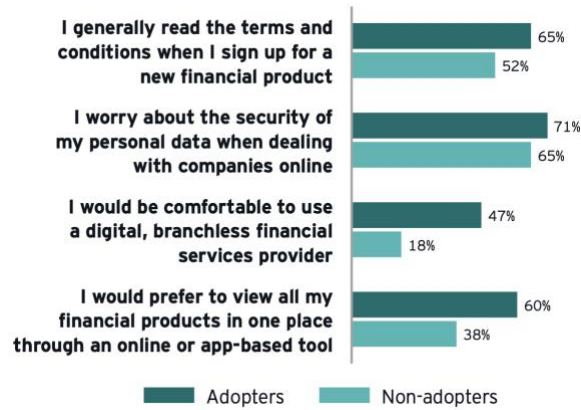 I generally read the terms and
conditions when I sign up for a
new financial product
65%
52%
I worry about the security of
my personal data when dealing
with companies online
71%
65%
I would be comfortable to use
a digital, branchless financial
services provider
47%
18%
I would prefer to view all my
financial products in one place
through an online or app-based tool
60%
38%
Adopters Non-adopters